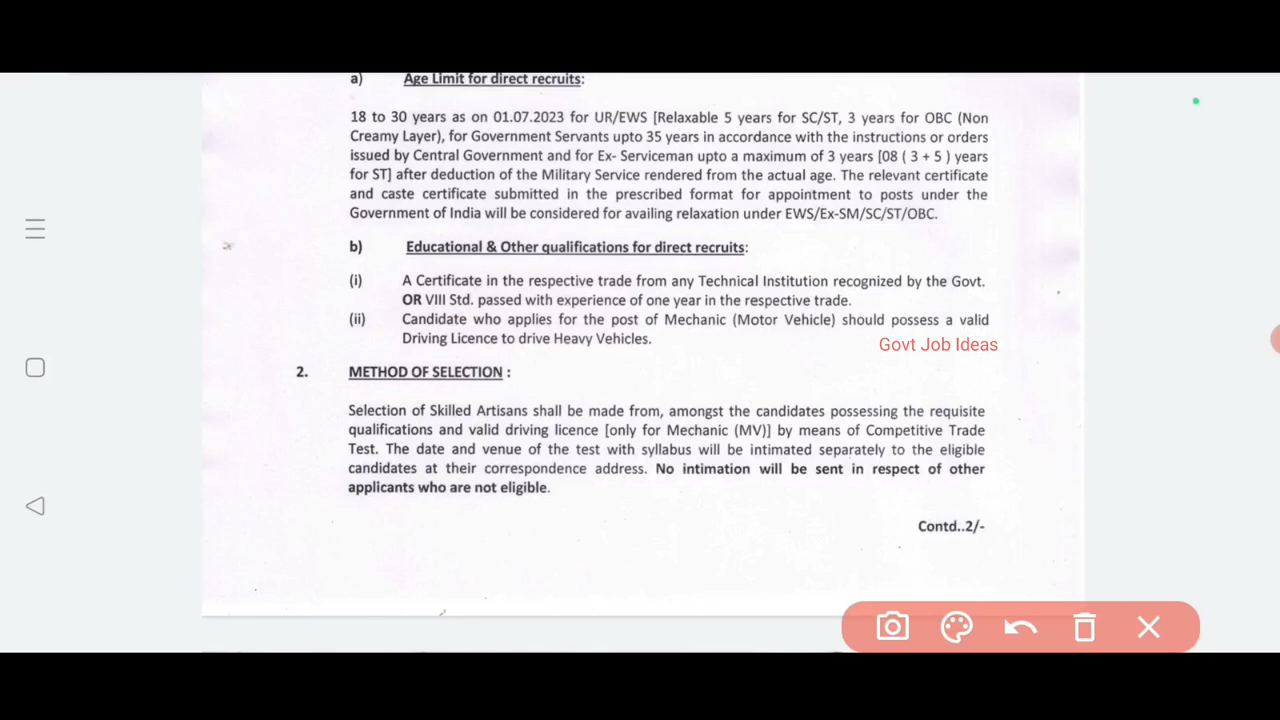 a) Age Limit for direct recruits:
18 to 30 years as on 01.07.2023 for UR/EWS [Relaxable 5 years for SC/ST, 3 years for OBC (Non
Creamy Layer), for Government Servants upto 35 years in accordance with the instructions or orders
issued by Central Government and for Ex- Serviceman upto a maximum of 3 years [08 ( 3 + 5 ) years
for ST] after deduction of the Military Service rendered from the actual age. The relevant certificate
and caste certificate submitted in the prescribed format for appointment to posts under the
Government of India will be considered for availing relaxation under EWS/Ex-SM/SC/ST/OBC.
b) Educational & Other qualifications for direct recruits:
(i) A Certificate in the respective trade from any Technical Institution recognized by the Govt.
OR VIII Std. passed with experience of one year in the respective trade.
(ii) Candidate who applies for the post of Mechanic (Motor Vehicle) should possess a valid
Driving Licence to drive Heavy Vehicles.
Govt Job Ideas
2. METHOD OF SELECTION :
Selection of Skilled Artisans shall be made from, amongst the candidates possessing the requisite
qualifications and valid driving licence [only for Mechanic (MV)] by means of Competitive Trade
Test. The date and venue of the test with syllabus will be intimated separately to the eligible
candidates at their correspondence address. No intimation will be sent in respect of other
applicants who are not eligible.
Contd..2/-